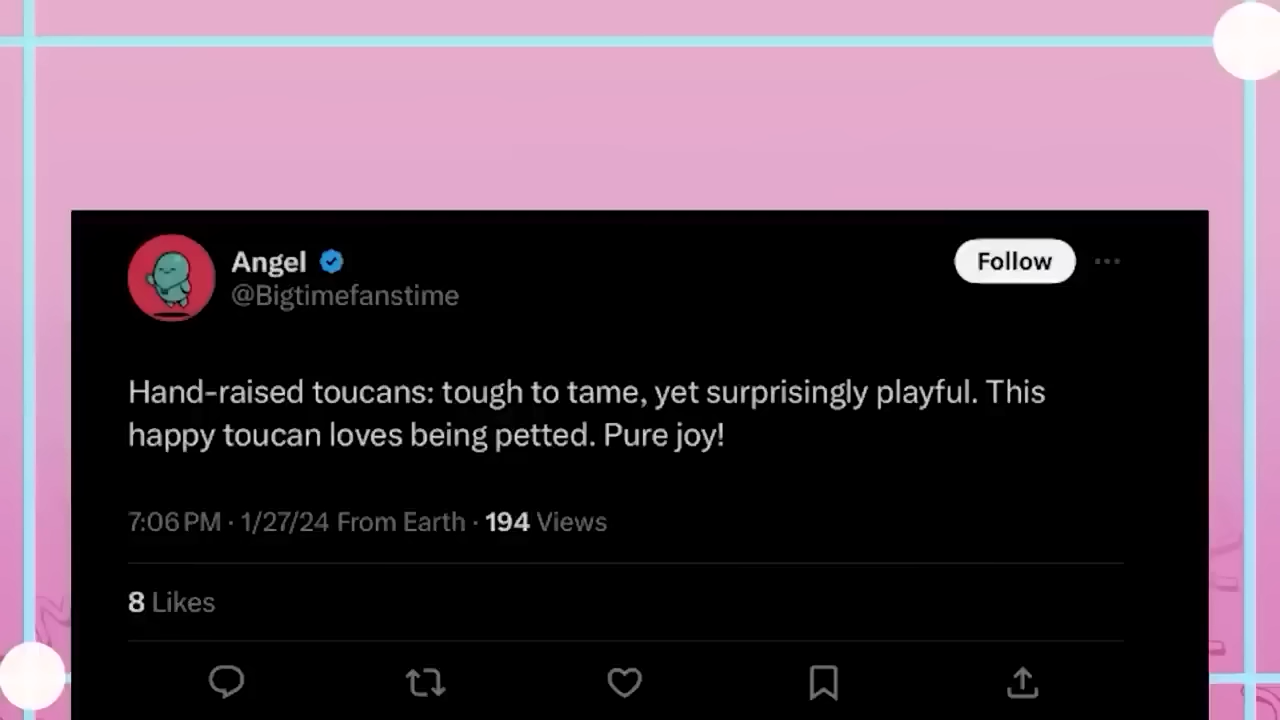 Angel
@Bigtimefanstime
Follow
Hand-raised toucans: tough to tame, yet surprisingly playful. This
happy toucan loves being petted. Pure joy!
7:06 PM · 1/27/24 From Earth · 194 Views
8 Likes